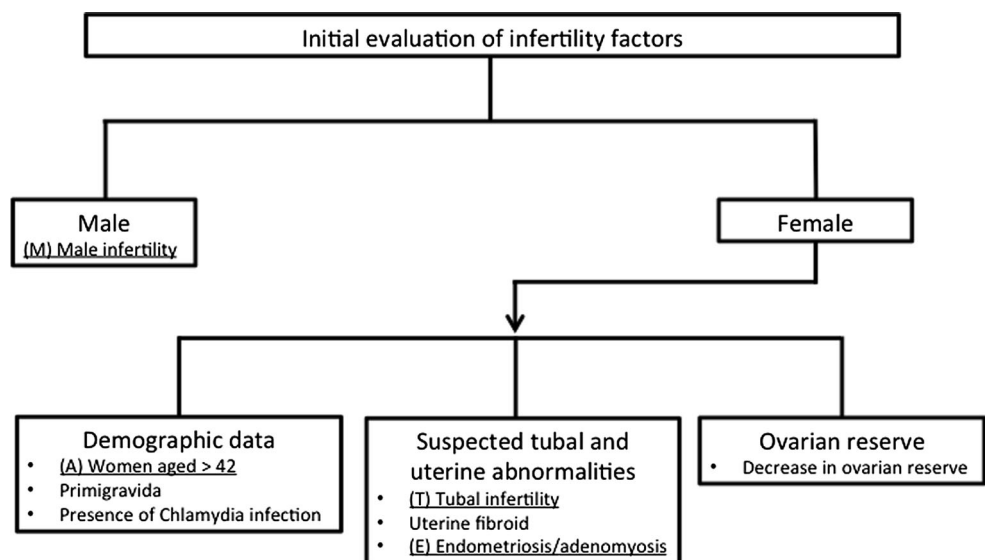 Initial evaluation of infertility factors
Male
(M) Male infertility
Female
Demographic data
• (A) Women aged > 42
• Primigravida
• Presence of Chlamydia infection
Suspected tubal and
uterine abnormalities
• (T) Tubal infertility
• Uterine fibroid
• (E) Endometriosis/adenomyosis
Ovarian reserve
• Decrease in ovarian reserve